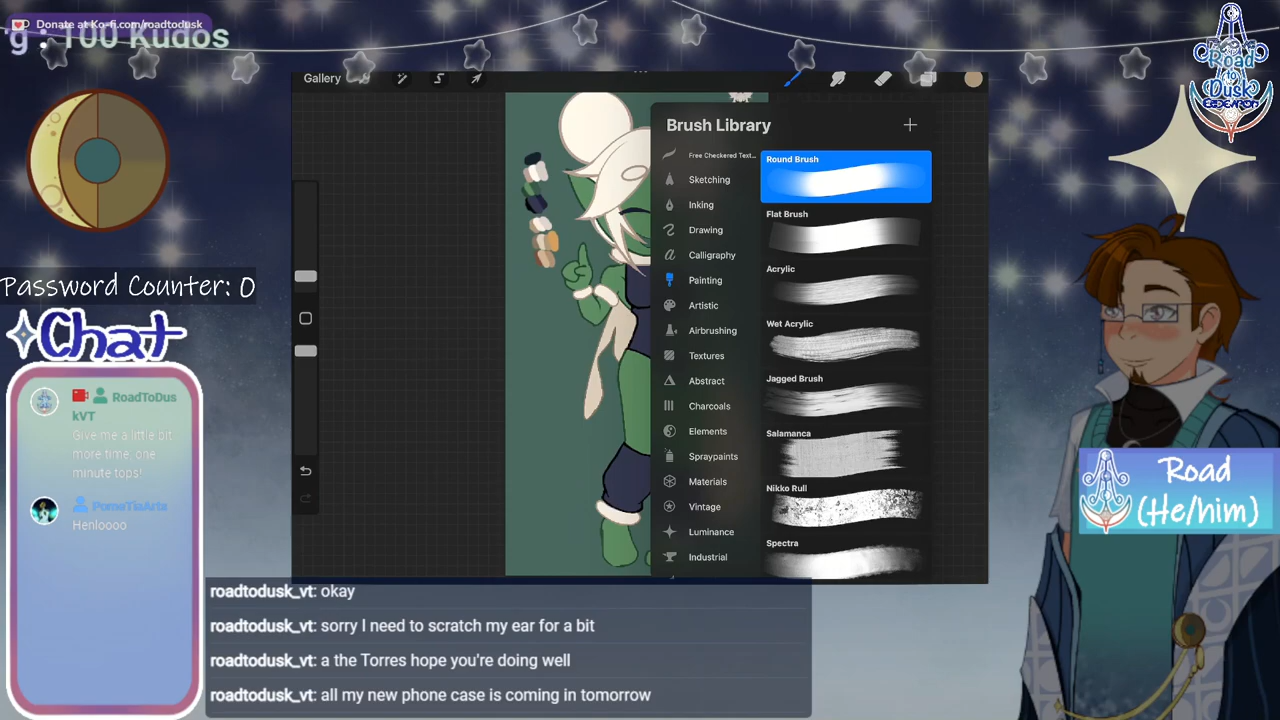 Donate at Ko-fi.com/roadtodusk
g : 100 Kudos
Road
to
Dusk
Gallery
Brush Library
Free Checkered Text...
Sketching
Inking
Drawing
Calligraphy
Painting
Artistic
Airbrushing
Textures
Abstract
Charcoals
Elements
Spraypaints
Materials
Vintage
Luminance
Industrial
Round Brush
Flat Brush
Acrylic
Wet Acrylic
Jagged Brush
Salamanca
Nikko Rull
Spectra
Password Counter: 0
Chat
RoadToDus
kVT
Give me a little bit
more time, one
minute tops!
PomeTiaArts
Henloooo
Road
(He/him)
roadtodusk_vt: okay
roadtodusk_vt: sorry I need to scratch my ear for a bit
roadtodusk_vt: a the Torres hope you're doing well
roadtodusk_vt: all my new phone case is coming in tomorrow